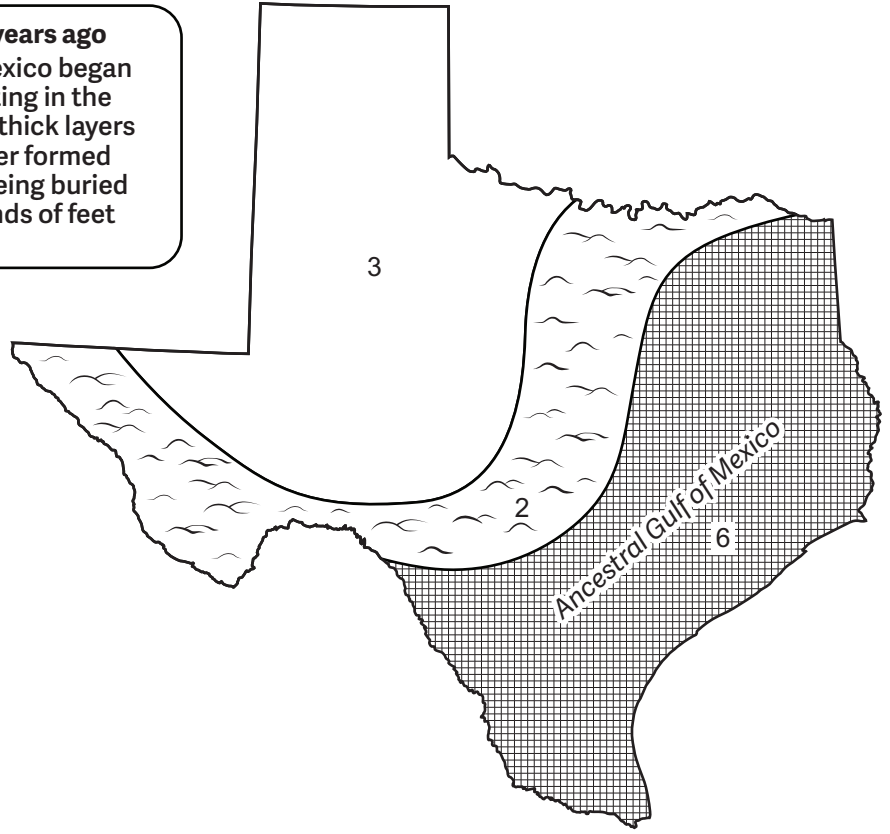 years ago
exico began
ing in the
thick layers
er formed
eing buried
nds of feet
3
2
Ancestral Gulf of Mexico
6